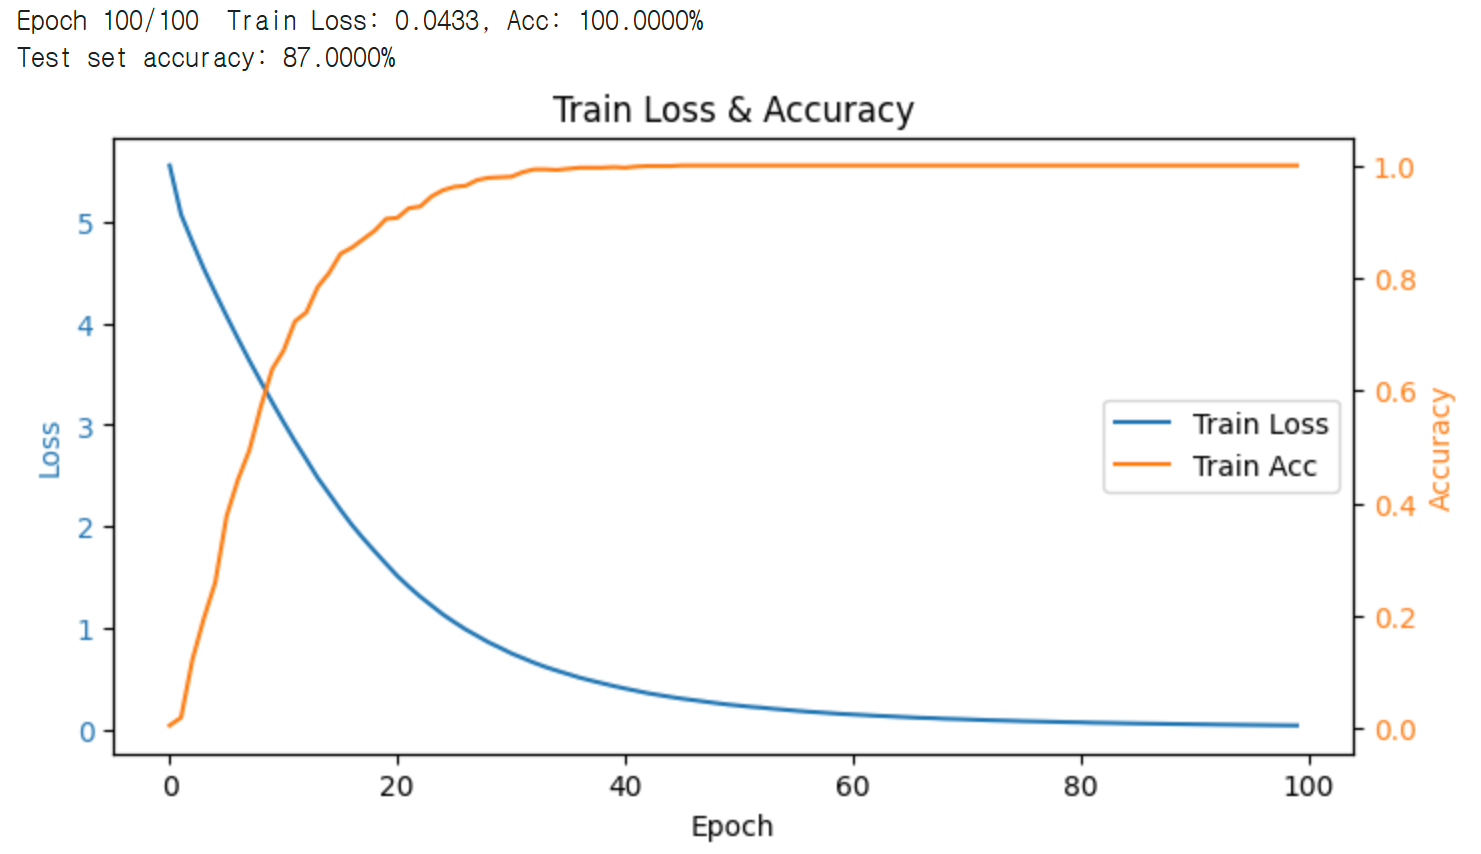 Epoch 100/100  Train Loss: 0.0433, Acc: 100.0000%
Test set accuracy: 87.0000%
Train Loss & Accuracy
5
4
3
2
1
0
Loss
1.0
0.8
0.6
0.4
0.2
0.0
Accuracy
Train Loss
Train Acc
0 20 40 60 80 100
Epoch